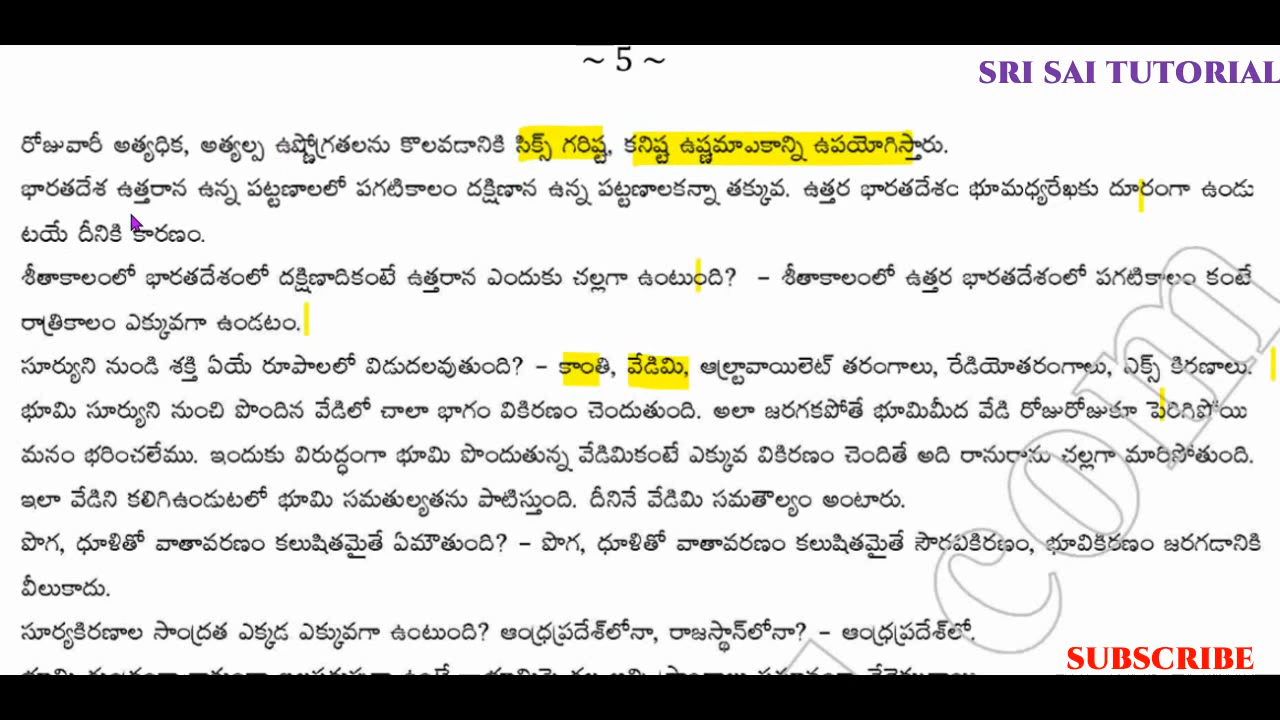 ~ 5 ~
SRI SAI TUTORIAL
రోజువారీ అత్యధిక, అత్యల్ప ఉష్ణోగ్రతలను కొలవడానికి సిక్స్ గరిష్ట, కనిష్ట ఉష్ణమాపకాన్ని ఉపయోగిస్తారు.
భారతదేశ ఉత్తరాన ఉన్న పట్టణాలలో పగటికాలం దక్షిణాన ఉన్న పట్టణాలకన్నా తక్కువ. ఉత్తర భారతదేశం భూమధ్యరేఖకు దూరంగా ఉండు
టయే దీనికి కారణం.
శీతాకాలంలో భారతదేశంలో దక్షిణాదికంటే ఉత్తరాన ఎందుకు చల్లగా ఉంటుంది? – శీతాకాలంలో ఉత్తర భారతదేశంలో పగటికాలం కంటే
రాత్రికాలం ఎక్కువగా ఉండటం.
సూర్యుని నుండి శక్తి ఏయే రూపాలలో విడుదలవుతుంది? – కాంతి, వేడిమి, ఆల్ట్రావాయిలెట్ తరంగాలు, రేడియోతరంగాలు, ఎక్స్ కిరణాలు.
భూమి సూర్యుని నుంచి పొందిన వేడిలో చాలా భాగం వికిరణం చెందుతుంది. అలా జరగకపోతే భూమిమీద వేడి రోజురోజుకూ పెరిగిపోయి
మనం భరించలేము. ఇందుకు విరుద్ధంగా భూమి పొందుతున్న వేడిమికంటే ఎక్కువ వికిరణం చెందితే అది రానురాను చల్లగా మారిపోతుంది.
ఇలా వేడిని కలిగిఉండుటలో భూమి సమతుల్యతను పాటిస్తుంది. దీనినే వేడిమి సమతౌల్యం అంటారు.
పొగ, ధూళితో వాతావరణం కలుషితమైతే ఏమౌతుంది? – పొగ, ధూళితో వాతావరణం కలుషితమైతే సౌరవికిరణం, భూవికిరణం జరగడానికి
వీలుకాదు.
సూర్యకిరణాల సాంద్రత ఎక్కడ ఎక్కువగా ఉంటుంది? ఆంధ్రప్రదేశ్‌లోనా, రాజస్థాన్‌లోనా? – ఆంధ్రప్రదేశ్‌లో.
SUBSCRIBE
com